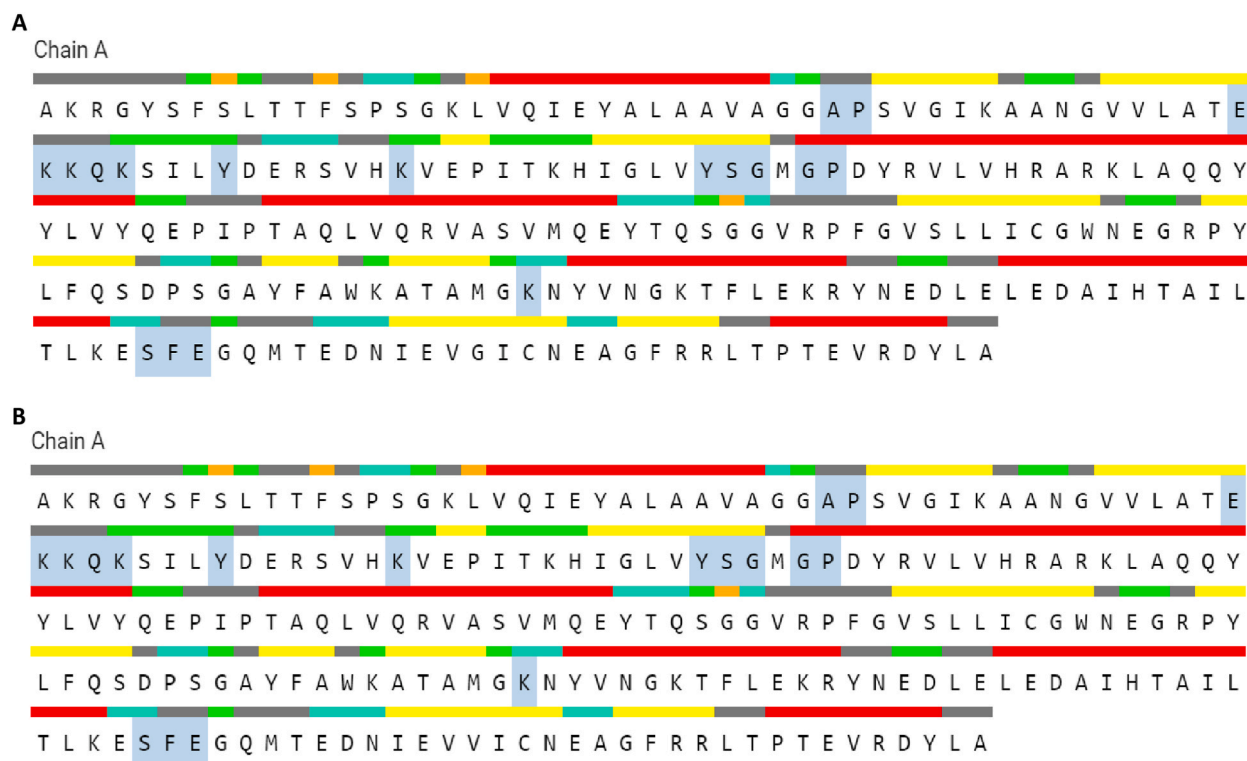 A
Chain A
A K R G Y S F S L T T F S P S G K L V Q I E Y A L A A V A G G A P S V G I K A A N G V V L A T E
K K Q K S I L Y D E R S V H K V E P I T K H I G L V Y S G M G P D Y R V L V H R A R K L A Q Q Y
Y L V Y Q E P I P T A Q L V Q R V A S V M Q E Y T Q S G G V R P F G V S L L I C G W N E G R P Y
L F Q S D P S G A Y F A W K A T A M G K N Y V N G K T F L E K R Y N E D L E L E D A I H T A I L
T L K E S F E G Q M T E D N I E V G I C N E A G F R R L T P T E V R D Y L A
B
Chain A
A K R G Y S F S L T T F S P S G K L V Q I E Y A L A A V A G G A P S V G I K A A N G V V L A T E
K K Q K S I L Y D E R S V H K V E P I T K H I G L V Y S G M G P D Y R V L V H R A R K L A Q Q Y
Y L V Y Q E P I P T A Q L V Q R V A S V M Q E Y T Q S G G V R P F G V S L L I C G W N E G R P Y
L F Q S D P S G A Y F A W K A T A M G K N Y V N G K T F L E K R Y N E D L E L E D A I H T A I L
T L K E S F E G Q M T E D N I E V V I C N E A G F R R L T P T E V R D Y L A